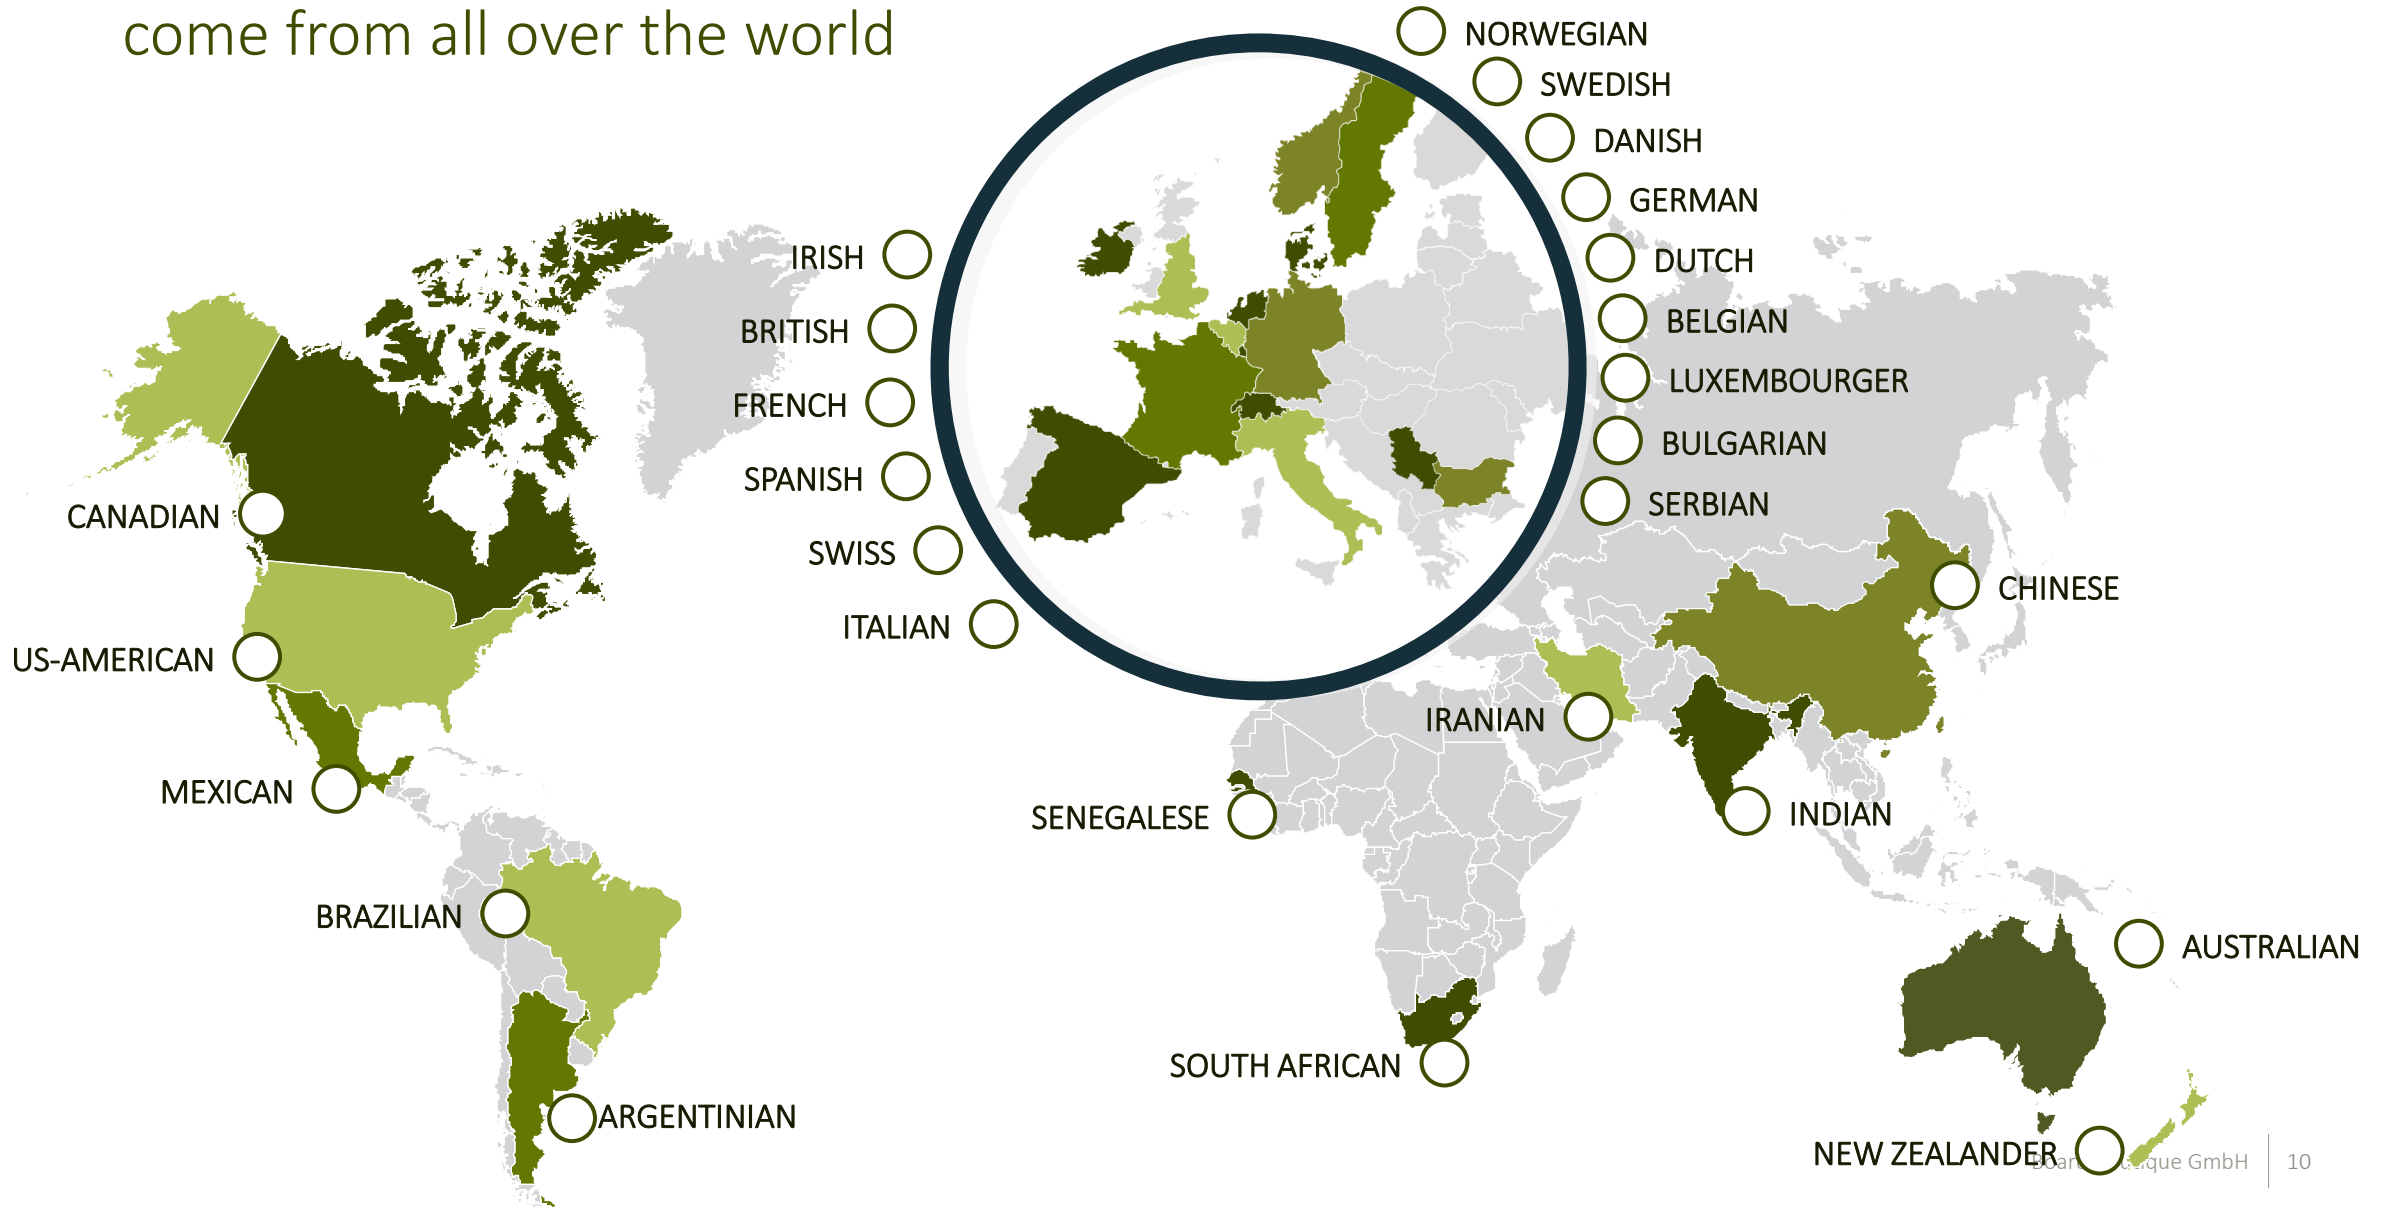 come from all over the world
NORWEGIAN
SWEDISH
DANISH
GERMAN
DUTCH
BELGIAN
LUXEMBOURGER
BULGARIAN
SERBIAN
IRISH
BRITISH
FRENCH
SPANISH
SWISS
ITALIAN
CANADIAN
US-AMERICAN
MEXICAN
BRAZILIAN
ARGENTINIAN
SENEGALESE
SOUTH AFRICAN
IRANIAN
INDIAN
CHINESE
AUSTRALIAN
NEW ZEALANDER
GmbH
10